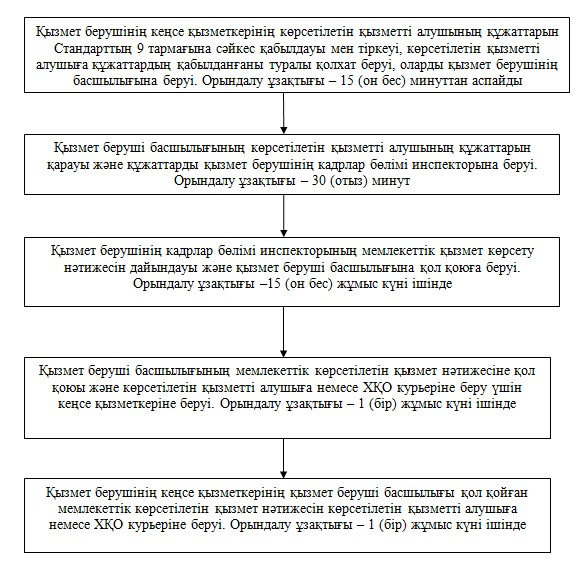 Қызмет берушінің кеңсе қызметкерінің көрсетілетін қызметті алушының құжаттарын
Стандарттың 9 тармағына сәйкес қабылдауы мен тіркеуі, көрсетілетін қызметті
алушыға құжаттардың қабылданғаны туралы қолхат беруі, оларды қызмет берушінің
басшылығына беруі. Орындалу ұзақтығы – 15 (он бес) минуттан аспайды
Қызмет беруші басшылығының көрсетілетін қызметті алушының құжаттарын
қарауы және құжаттарды қызмет берушінің кадрлар бөлімі инспекторына беруі.
Орындалу ұзақтығы – 30 (отыз) минут
Қызмет берушінің кадрлар бөлімі инспекторының мемлекеттік қызмет көрсету
нәтижесін дайындауы және қызмет беруші басшылығына қол қоюға беруі.
Орындалу ұзақтығы –15 (он бес) жұмыс күні ішінде
Қызмет беруші басшылығының мемлекеттік көрсетілетін қызмет нәтижесіне қол
қоюы және көрсетілетін қызметті алушыға немесе ХҚО курьеріне беру үшін
кеңсе қызметкеріне беруі. Орындалу ұзақтығы – 1 (бір) жұмыс күні ішінде
Қызмет берушінің кеңсе қызметкерінің қызмет беруші басшылығы қол қойған
мемлекеттік көрсетілетін қызмет нәтижесін көрсетілетін қызметті алушыға
немесе ХҚО курьеріне беруі. Орындалу ұзақтығы – 1 (бір) жұмыс күні ішінде